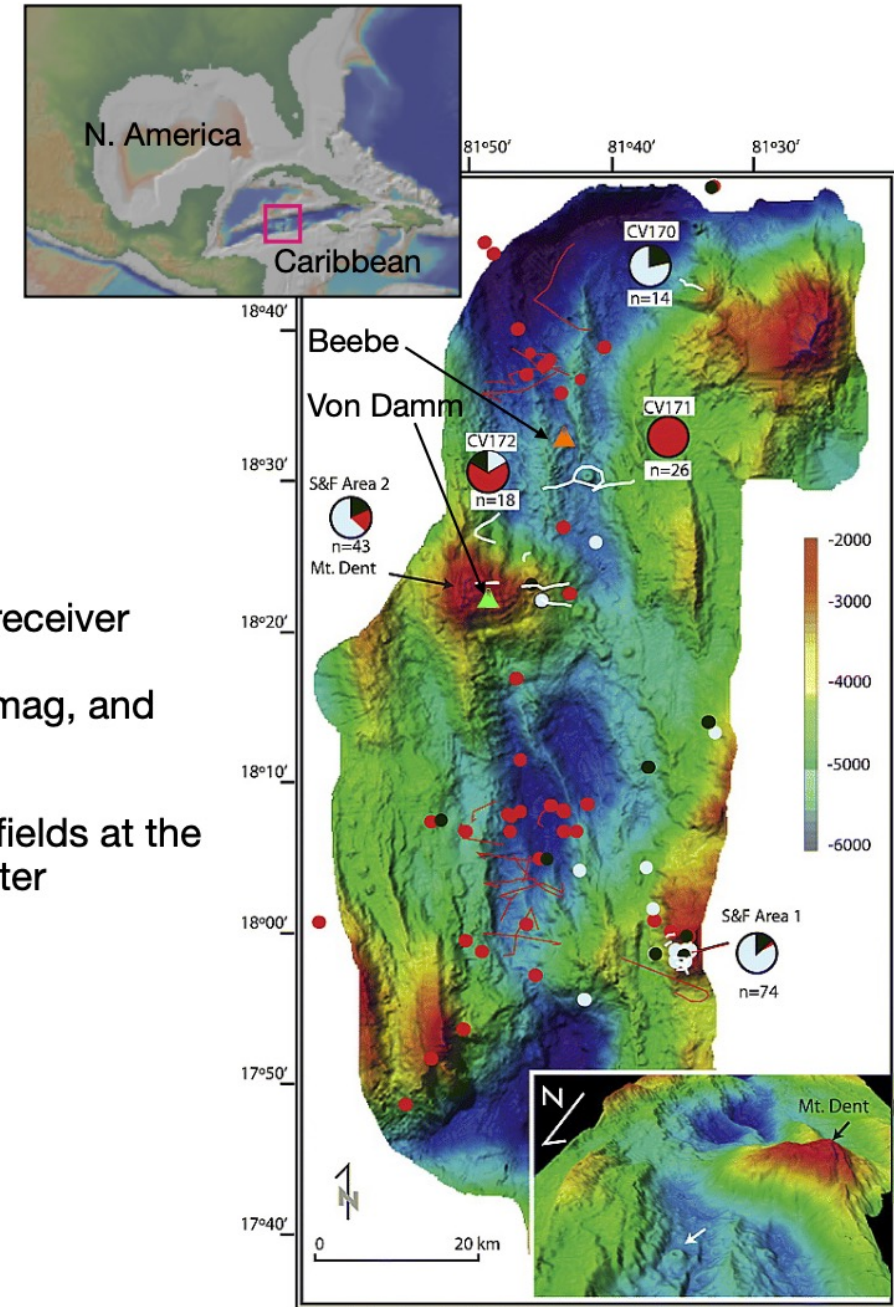 N. America
Caribbean
81°50′
81°40′
81°30′
CV170
n=14
18°40′
Beebe
Von Damm
CV171
CV172
n=26
18°30′
n=18
S&F Area 2
n=43
Mt. Dent
-2000
receiver
-3000
18°20′
mag, and
-4000
18°10′
-5000
fields at the
-6000
ter
18°00′
S&F Area 1
n=74
17°50′
N
Mt. Dent
N
17°40′
0
20 km